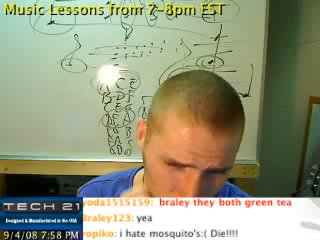 Music Lessons from 7-8pm EST
yoda1515159: braley they both green tea
Braley123: yea
ropiko: i hate mosquito's:( Die!!!!
TECH 21
Designed & Manufactured in the USA
9/4/08 7:58 PM